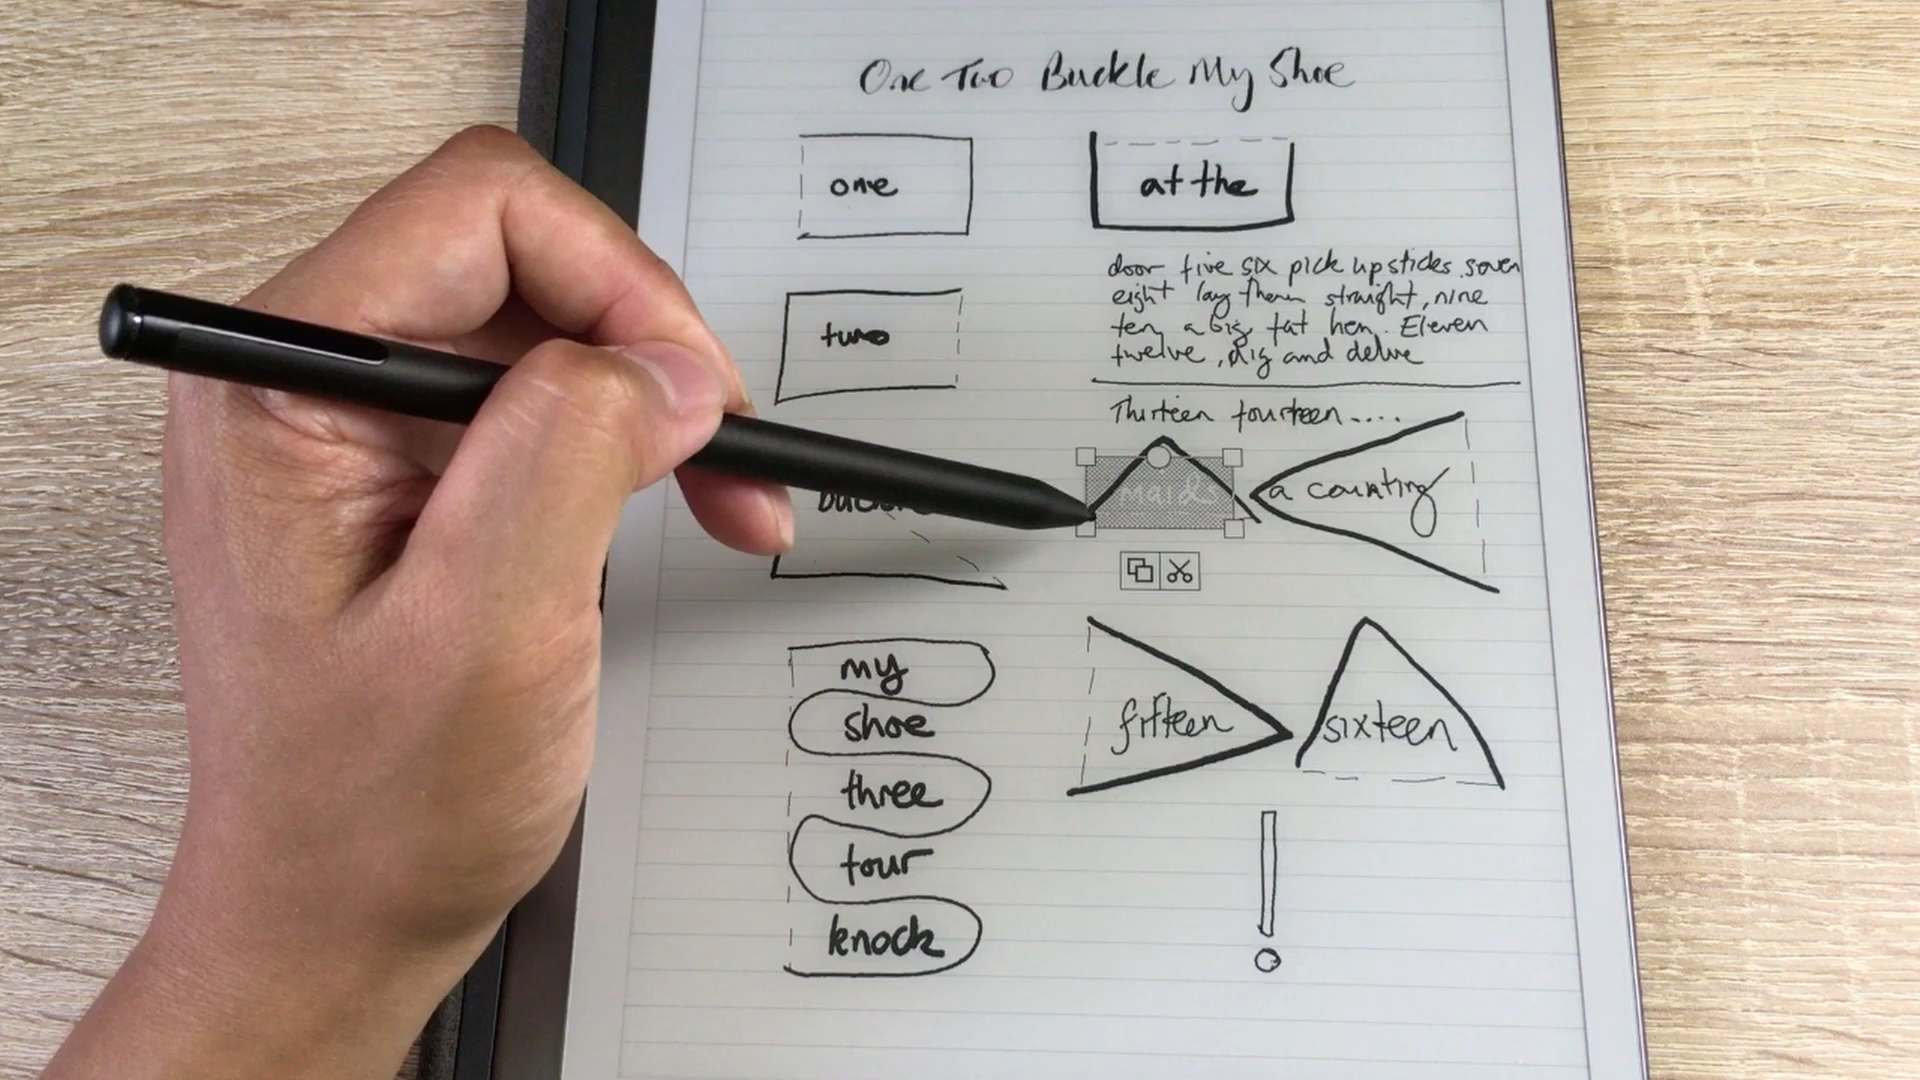 One Two Buckle My Shoe
one
two
my
shoe
three
four
knock
at the
door five six pick up sticks seven
eight lay them straight, nine
ten, a big fat hen. Eleven
twelve, dig and delve
Thirteen fourteen....
maids
a counting
fifteen
sixteen
!